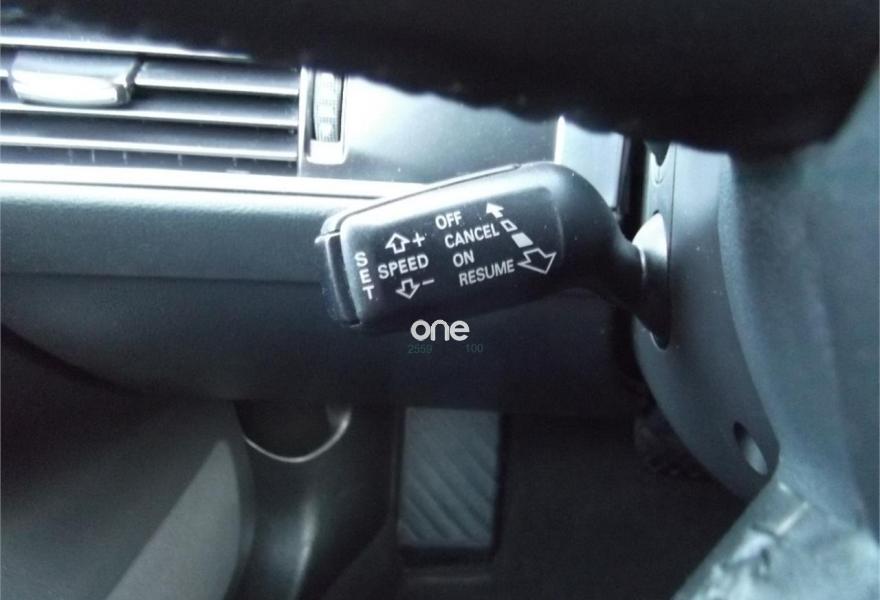 OFF
CANCEL
ON
RESUME
+
SPEED
−
SET
one
2559 100